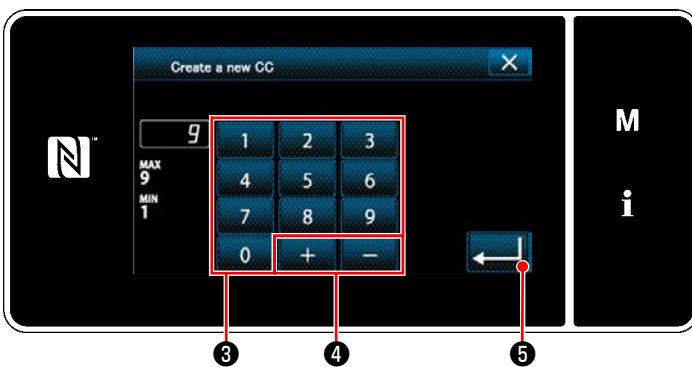 Create a new CC
9
1 2 3
MAX
9
4 5 6
MIN
1
7 8 9
0 + −
M
i
❸ ❹ ❺